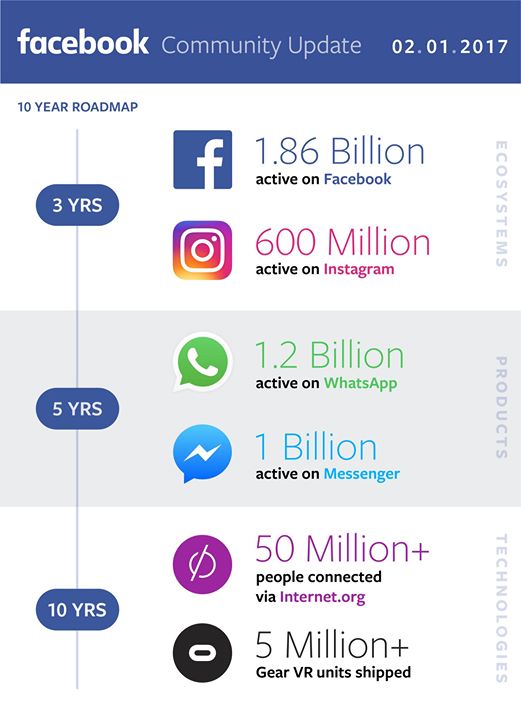 facebook Community Update 02.01.2017
10 YEAR ROADMAP
3 YRS
1.86 Billion
active on Facebook
600 Million
active on Instagram
ECOSYSTEMS
5 YRS
1.2 Billion
active on WhatsApp
1 Billion
active on Messenger
PRODUCTS
10 YRS
50 Million+
people connected
via Internet.org
5 Million+
Gear VR units shipped
TECHNOLOGIES